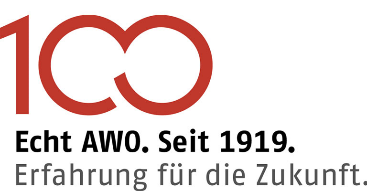 100
Echt AWO. Seit 1919.
Erfahrung für die Zukunft.